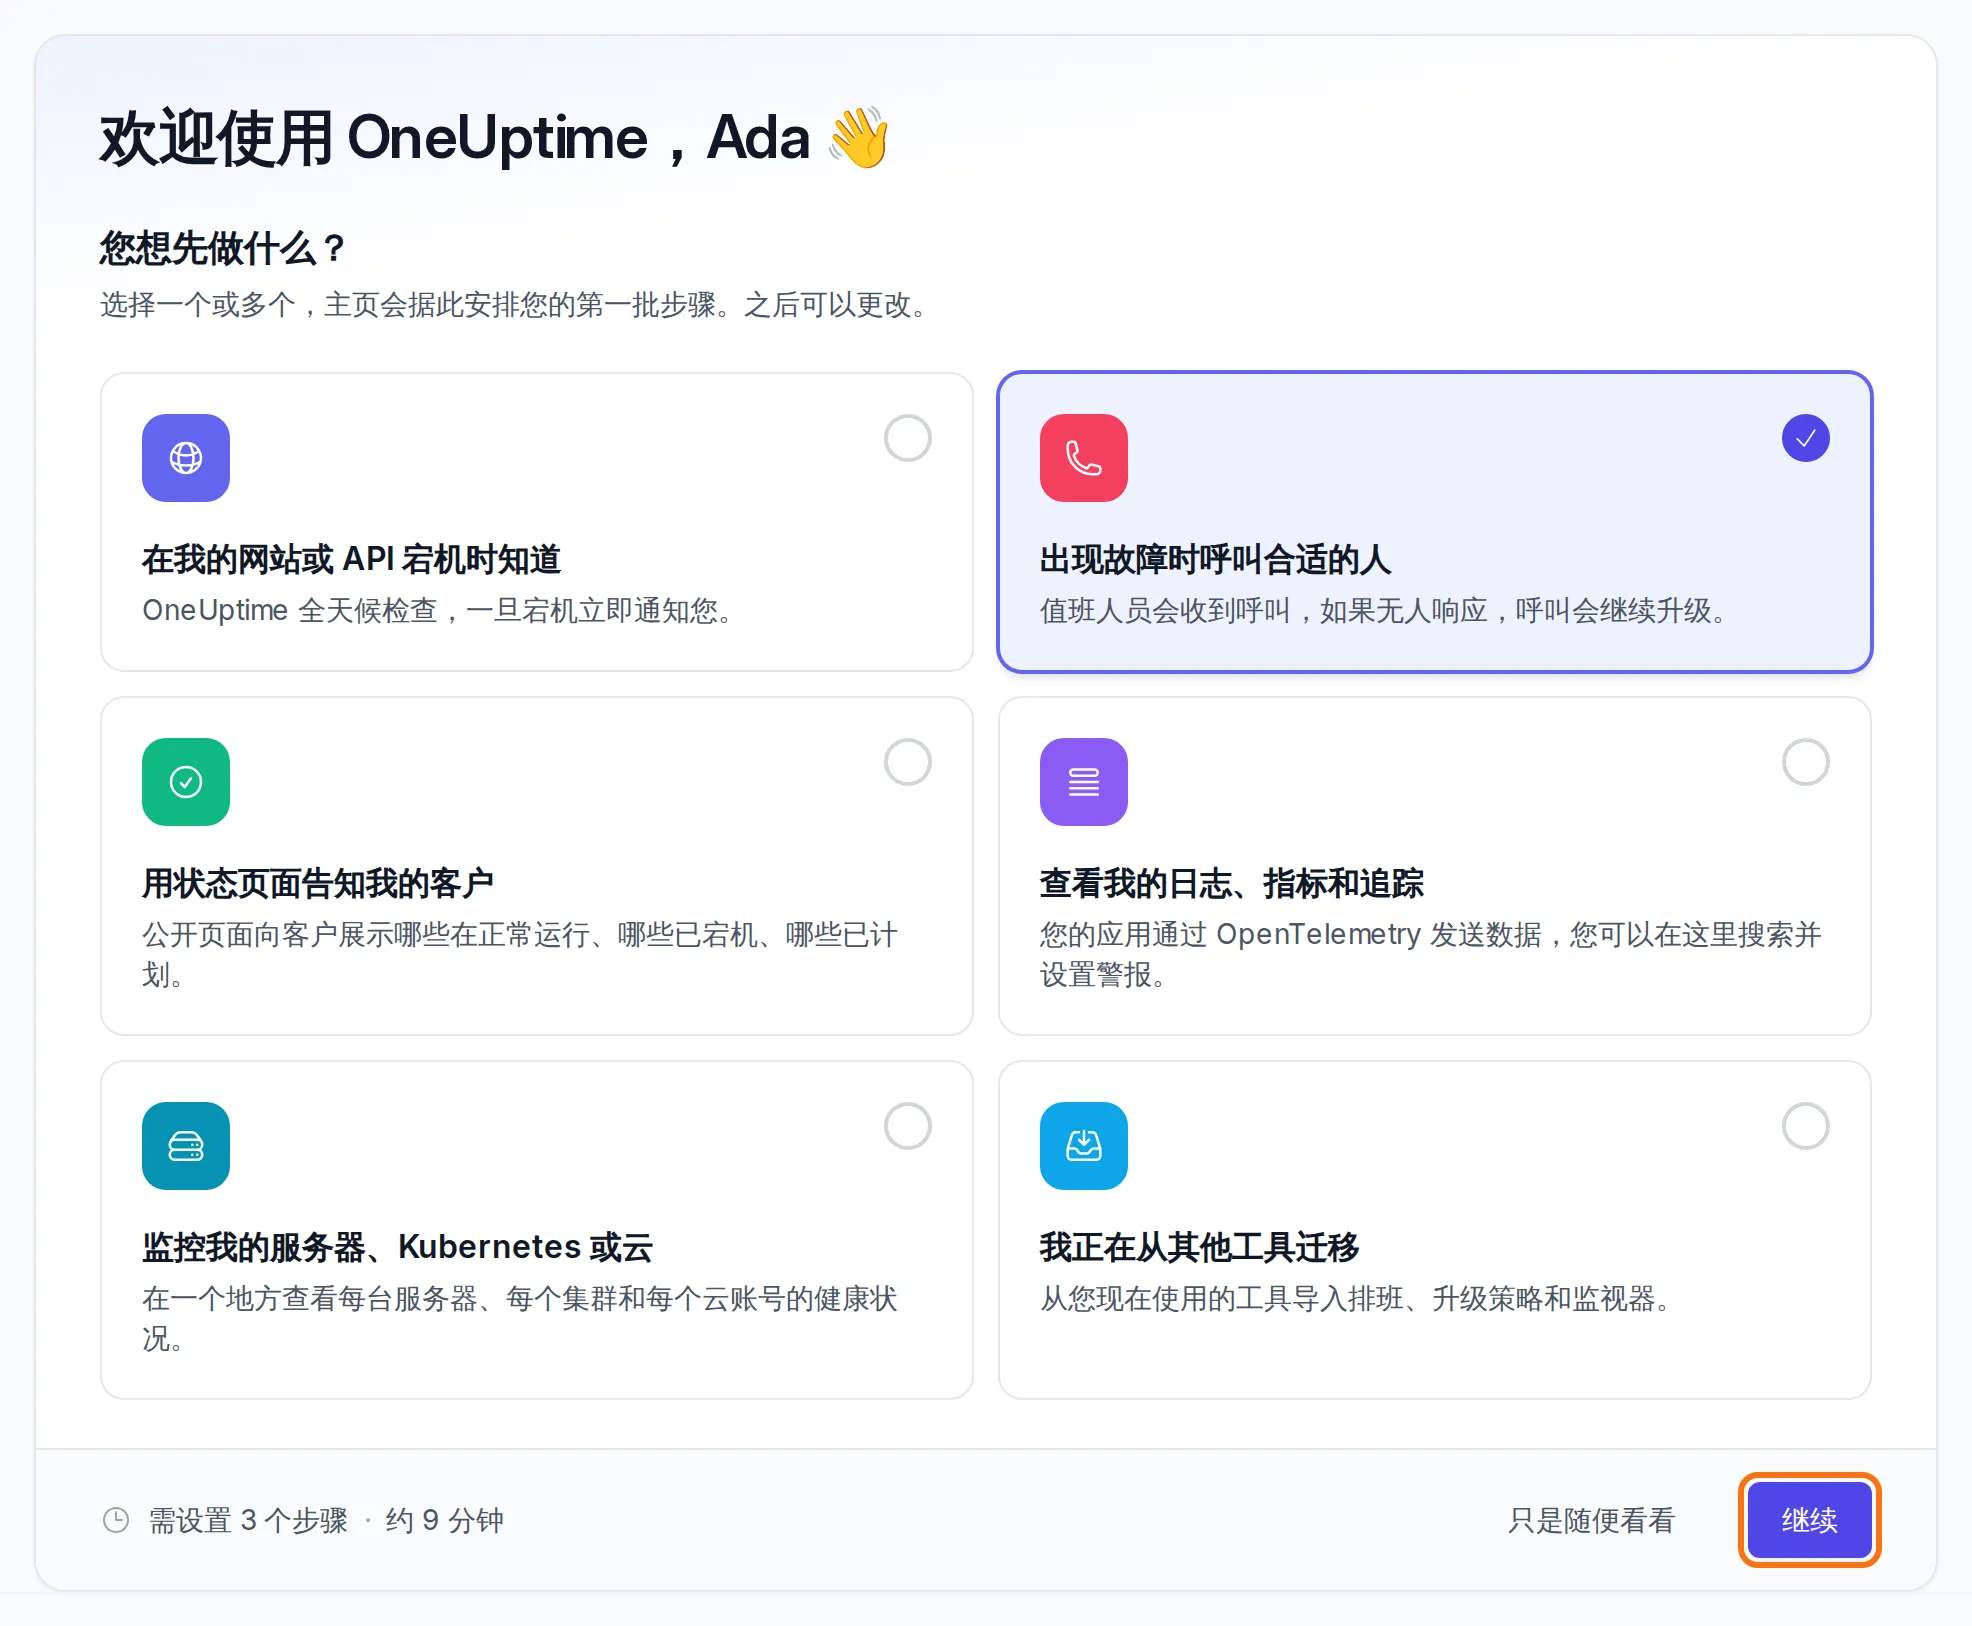 欢迎使用 OneUptime，Ada 👋
您想先做什么？
选择一个或多个，主页会据此安排您的第一批步骤。之后可以更改。
在我的网站或 API 宕机时知道
OneUptime 全天候检查，一旦宕机立即通知您。
出现故障时呼叫合适的人
值班人员会收到呼叫，如果无人响应，呼叫会继续升级。
用状态页面告知我的客户
公开页面向客户展示哪些在正常运行、哪些已宕机、哪些已计
划。
查看我的日志、指标和追踪
您的应用通过 OpenTelemetry 发送数据，您可以在这里搜索并
设置警报。
监控我的服务器、Kubernetes 或云
在一个地方查看每台服务器、每个集群和每个云账号的健康状
况。
我正在从其他工具迁移
从您现在使用的工具导入排班、升级策略和监视器。
需设置 3 个步骤 · 约 9 分钟
只是随便看看
继续